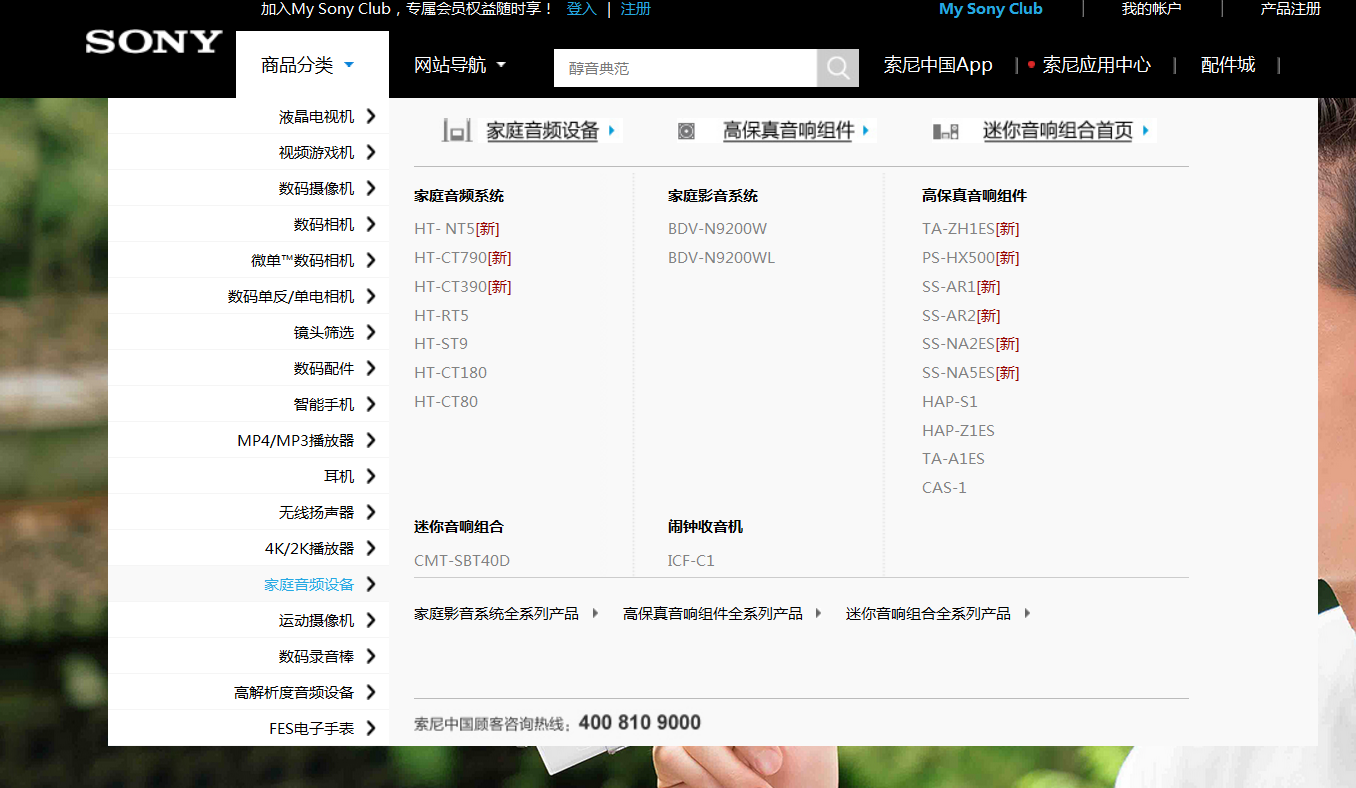 加入My Sony Club，专属会员权益随时享！ 登入 | 注册 My Sony Club | 我的帐户 | 产品注册
SONY 商品分类 网站导航 醇音典范 索尼中国App | 索尼应用中心 | 配件城 |
液晶电视机
视频游戏机
数码摄像机
数码相机
微单™数码相机
数码单反/单电相机
镜头筛选
数码配件
智能手机
MP4/MP3播放器
耳机
无线扬声器
4K/2K播放器
家庭音频设备
运动摄像机
数码录音棒
高解析度音频设备
FES电子手表
家庭音频设备 高保真音响组件 迷你音响组合首页
家庭音频系统
HT- NT5[新]
HT-CT790[新]
HT-CT390[新]
HT-RT5
HT-ST9
HT-CT180
HT-CT80
家庭影音系统
BDV-N9200W
BDV-N9200WL
高保真音响组件
TA-ZH1ES[新]
PS-HX500[新]
SS-AR1[新]
SS-AR2[新]
SS-NA2ES[新]
SS-NA5ES[新]
HAP-S1
HAP-Z1ES
TA-A1ES
CAS-1
迷你音响组合
CMT-SBT40D
闹钟收音机
ICF-C1
家庭影音系统全系列产品 高保真音响组件全系列产品 迷你音响组合全系列产品
索尼中国顾客咨询热线：400 810 9000